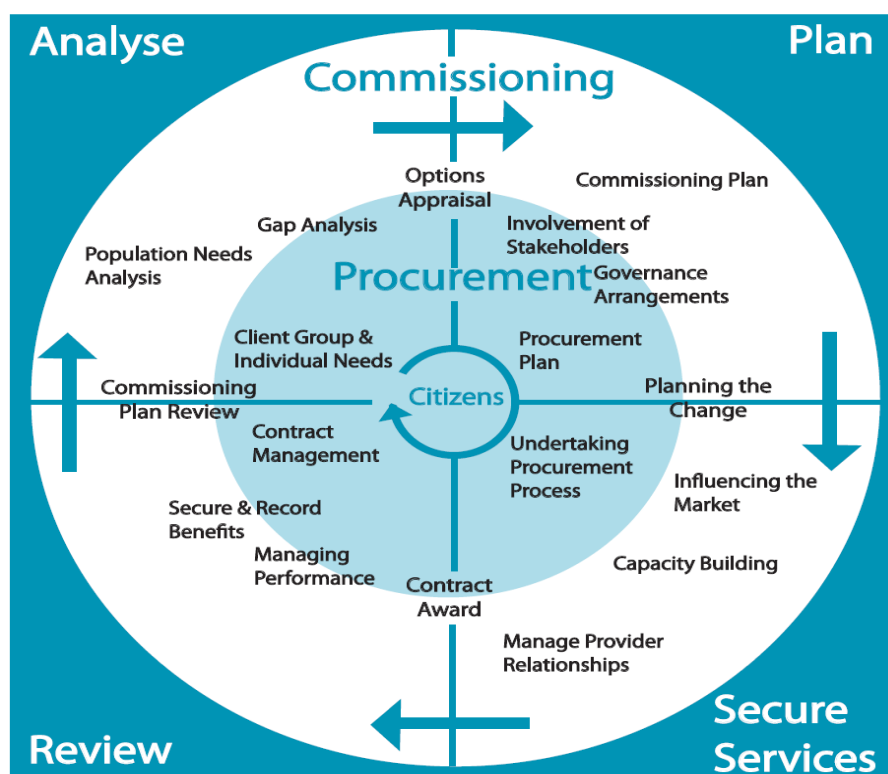 Analyse
Plan
Commissioning
Options
Appraisal
Commissioning Plan
Gap Analysis
Involvement of
Stakeholders
Population Needs
Analysis
Procurement
Governance
Arrangements
Client Group &
Individual Needs
Procurement
Plan
Commissioning
Plan Review
Citizens
Planning the
Change
Contract
Management
Undertaking
Procurement
Process
Influencing the
Market
Secure & Record
Benefits
Managing
Performance
Capacity Building
Contract
Award
Manage Provider
Relationships
Review
Secure
Services